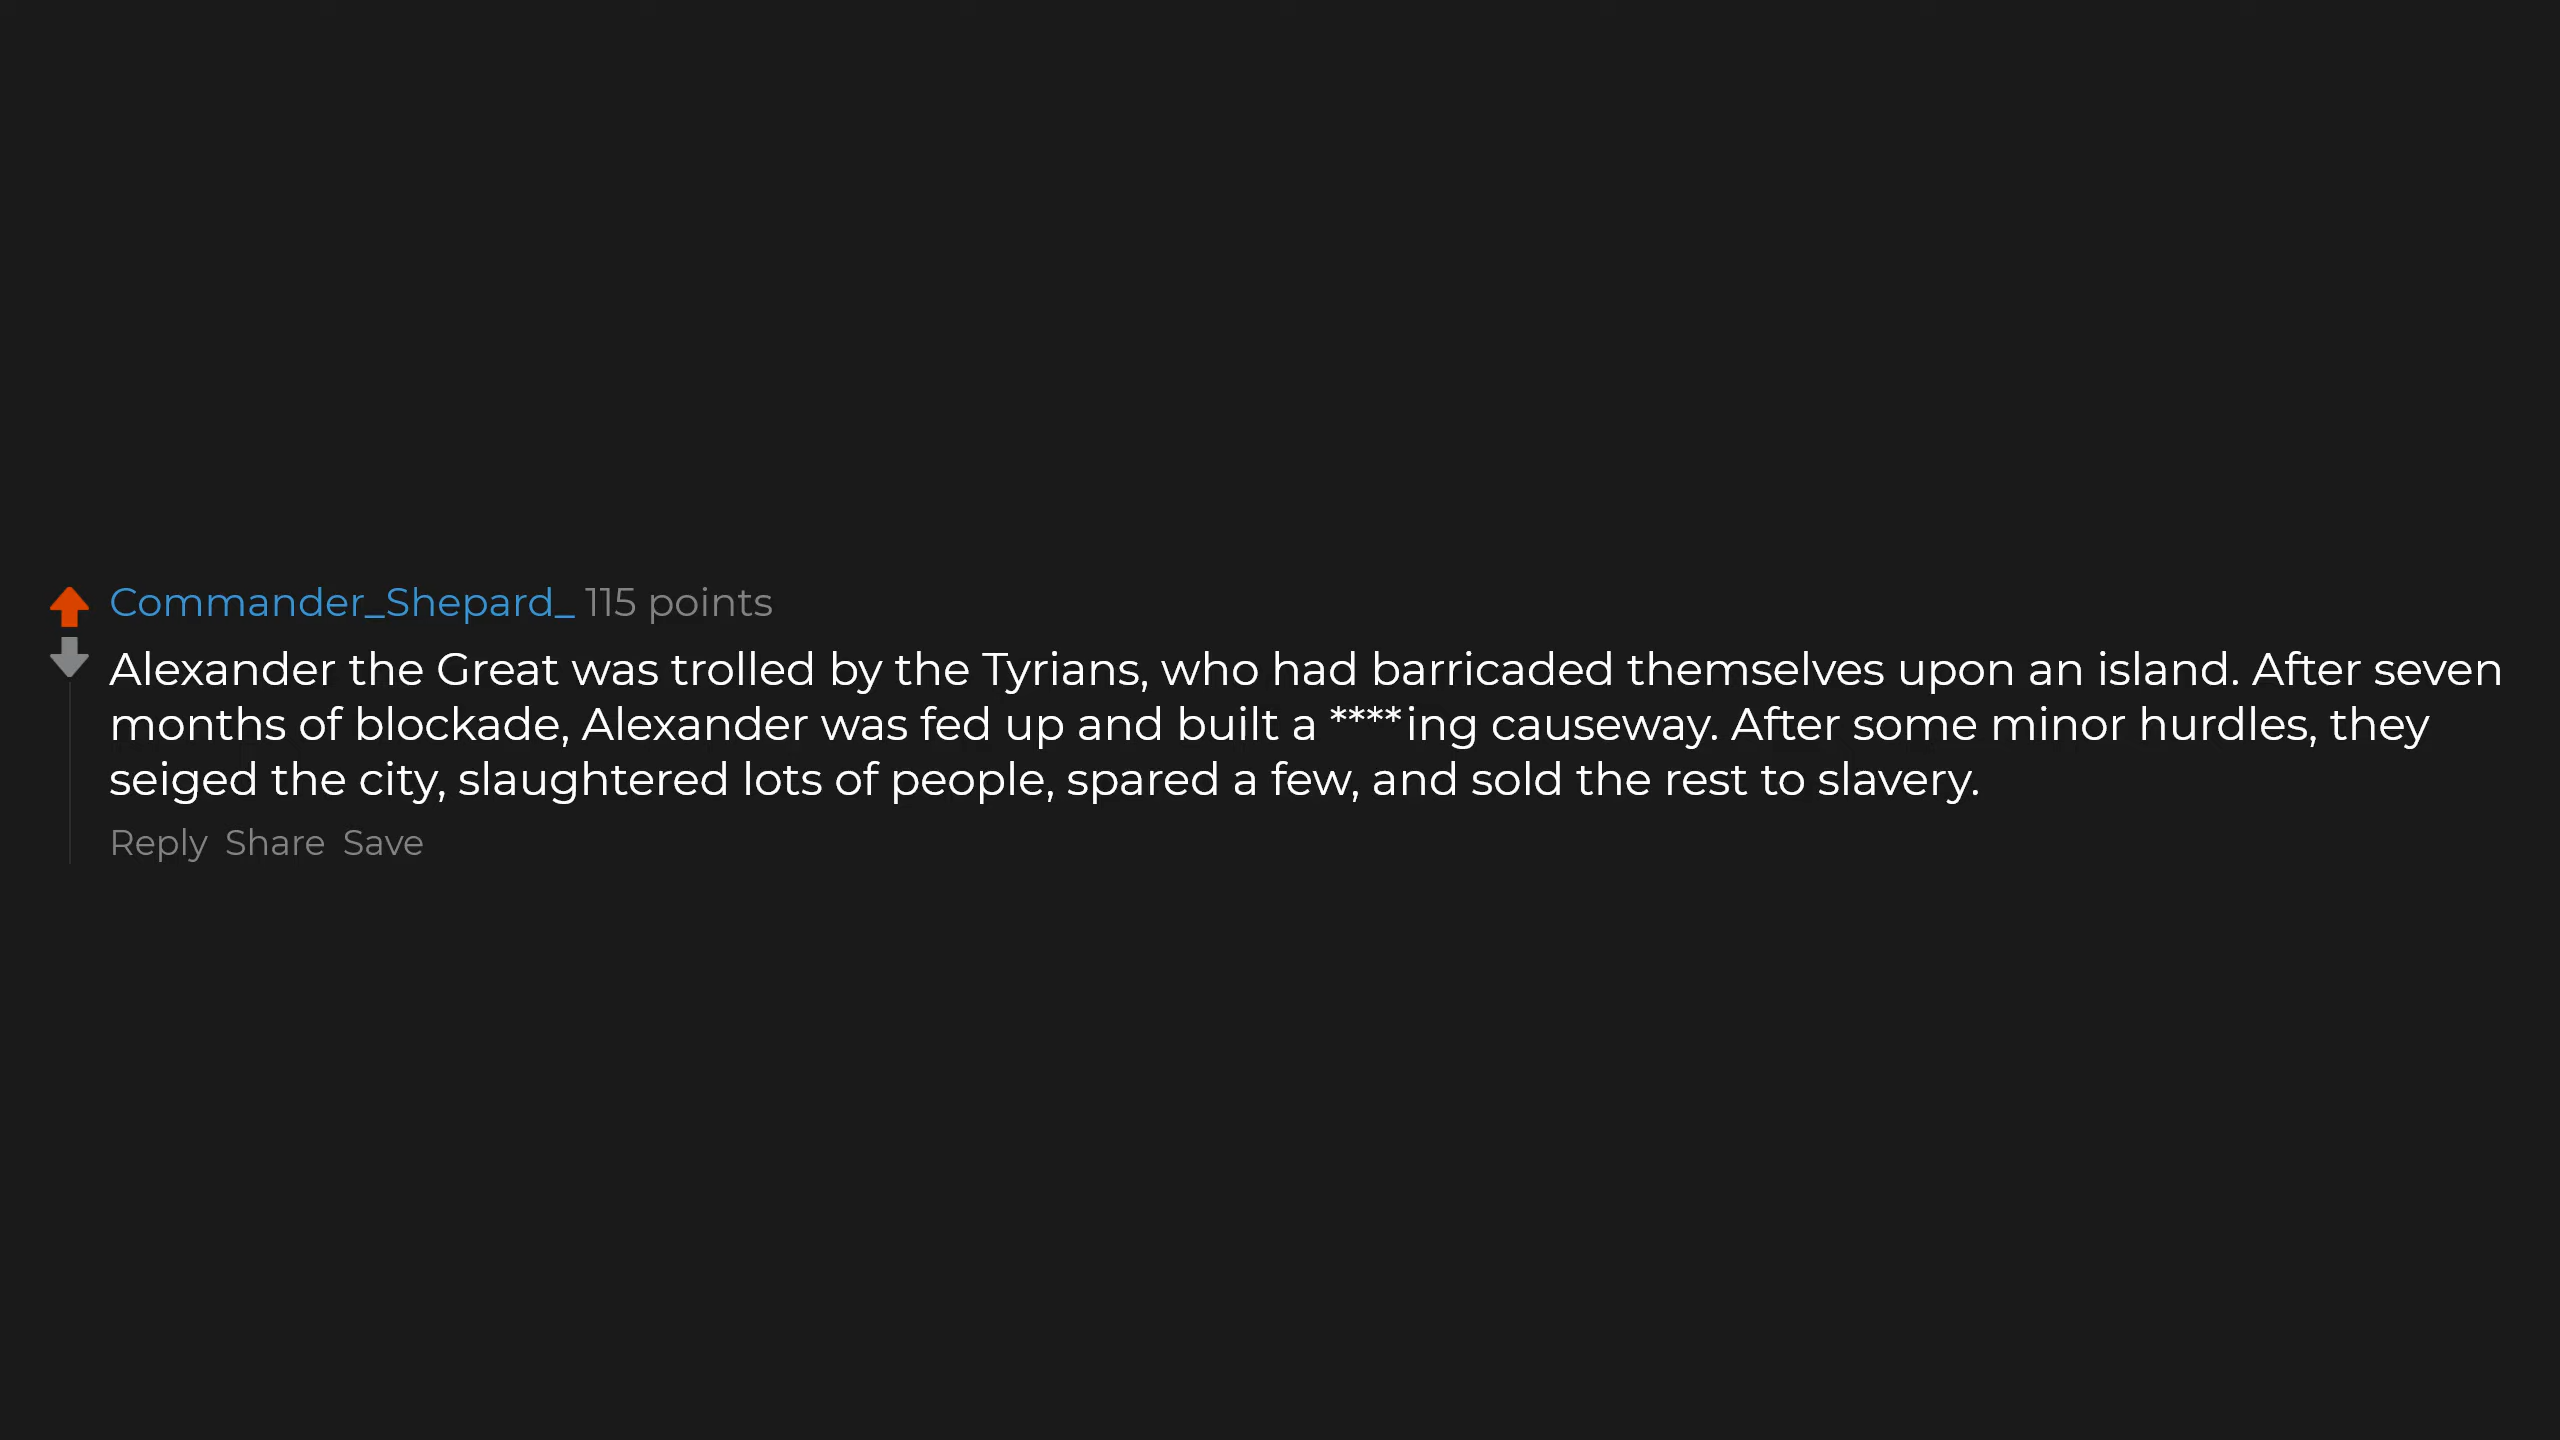 Commander_Shepard_ 115 points
Alexander the Great was trolled by the Tyrians, who had barricaded themselves upon an island. After seven
months of blockade, Alexander was fed up and built a ****ing causeway. After some minor hurdles, they
seiged the city, slaughtered lots of people, spared a few, and sold the rest to slavery.
Reply Share Save